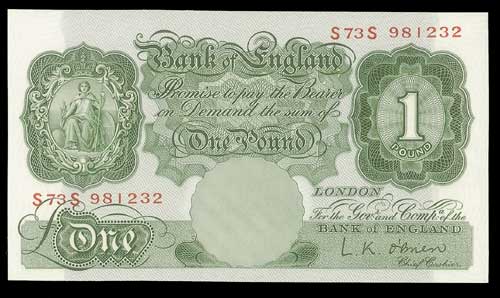 S73S 981232
Bank of England
Promise to pay the Bearer
on Demand the sum of
One Pound
1
POUND
S73S 981232
LONDON
For the Govr and Compa of the
BANK OF ENGLAND
£ONE
L.K. O'Brien
Chief Cashier